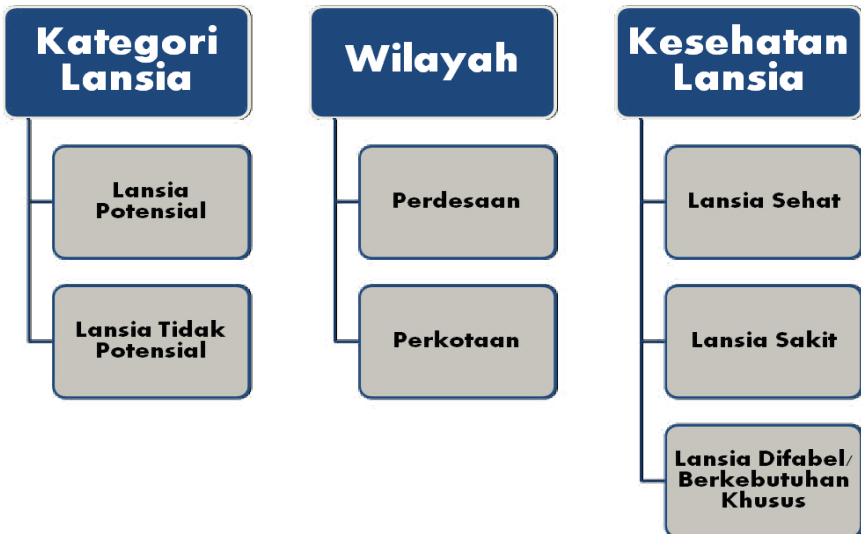 Kategori
Lansia
Lansia
Potensial
Lansia Tidak
Potensial
Wilayah
Perdesaan
Perkotaan
Kesehatan
Lansia
Lansia Sehat
Lansia Sakit
Lansia Difabel/
Berkebutuhan
Khusus